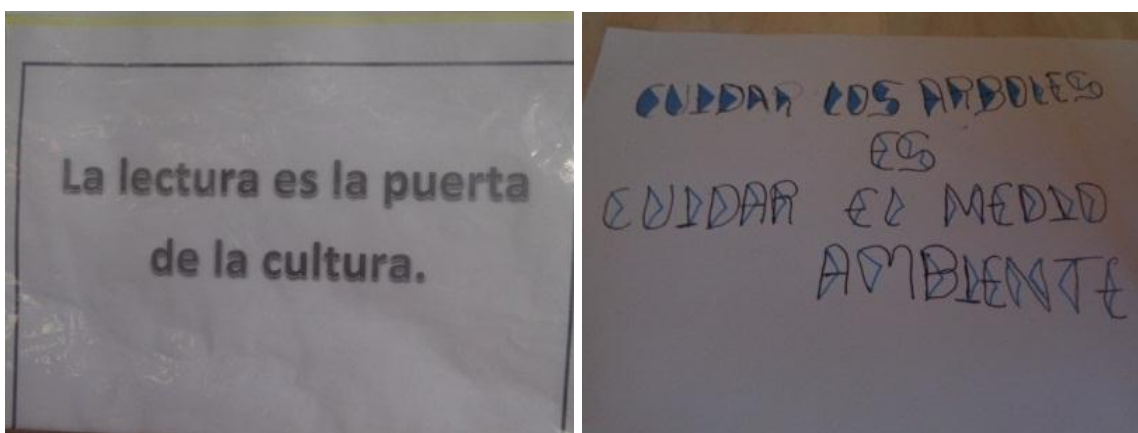 La lectura es la puerta
de la cultura.
CUIDAR LOS ARBOLES
ES
CUIDAR EL MEDIO
AMBIENTE